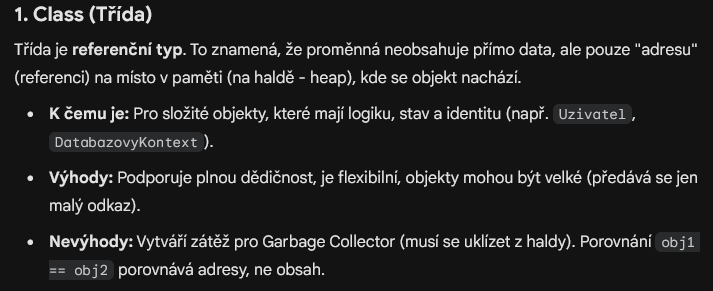 1. Class (Třída)
Třída je referenční typ. To znamená, že proměnná neobsahuje přímo data, ale pouze "adresu"
(referenci) na místo v paměti (na haldě - heap), kde se objekt nachází.
• K čemu je: Pro složité objekty, které mají logiku, stav a identitu (např. Uzivatel,
DatabazovyKontext).
• Výhody: Podporuje plnou dědičnost, je flexibilní, objekty mohou být velké (předává se jen
malý odkaz).
• Nevýhody: Vytváří zátěž pro Garbage Collector (musí se uklízet z haldy). Porovnání obj1
== obj2 porovnává adresy, ne obsah.